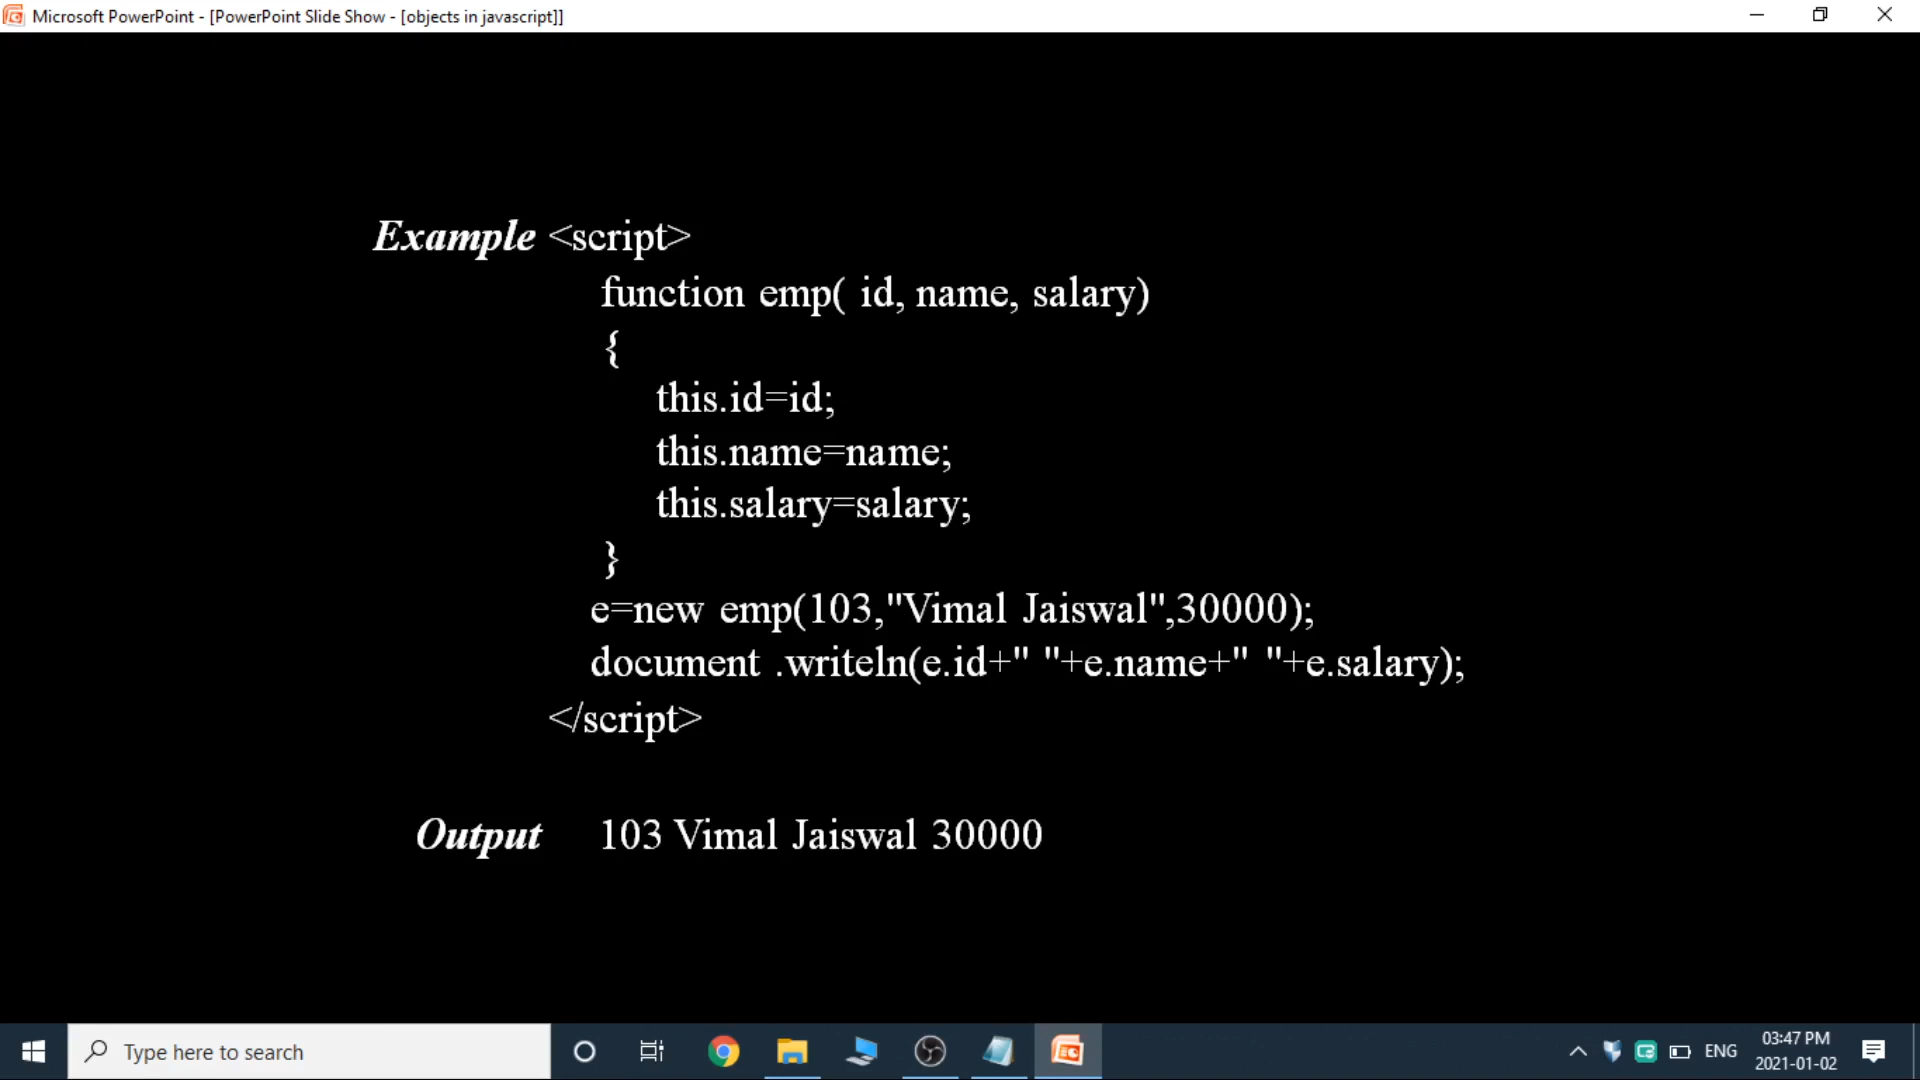 Microsoft PowerPoint - [PowerPoint Slide Show - [objects in javascript]]
Example <script>
function emp( id, name, salary)
{
this.id=id;
this.name=name;
this.salary=salary;
}
e=new emp(103,"Vimal Jaiswal",30000);
document .writeln(e.id+" "+e.name+" "+e.salary);
</script>
Output 103 Vimal Jaiswal 30000
Type here to search
ENG
03:47 PM
2021-01-02